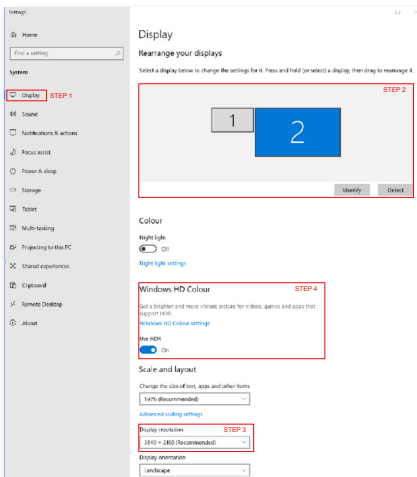 Settings
Home
Find a setting
System
Display STEP 1
Sound
Notifications & actions
Focus assist
Power & sleep
Storage
Tablet
Multi-tasking
Projecting to this PC
Shared experiences
Clipboard
Remote Desktop
About
Display
Rearrange your displays
Select a display below to change the settings for it. Press and hold (or select) a display, then drag to rearrange it.
STEP 2
1 2
Identify Detect
Colour
Night light
Off
Night light settings
Windows HD Colour STEP 4
Get a brighter and more vibrant picture for videos, games and apps that
support HDR.
Windows HD Colour settings
Use HDR
On
Scale and layout
Change the size of text, apps and other items
150% (Recommended)
Advanced scaling settings
Display resolution STEP 3
3840 × 2160 (Recommended)
Display orientation
Landscape